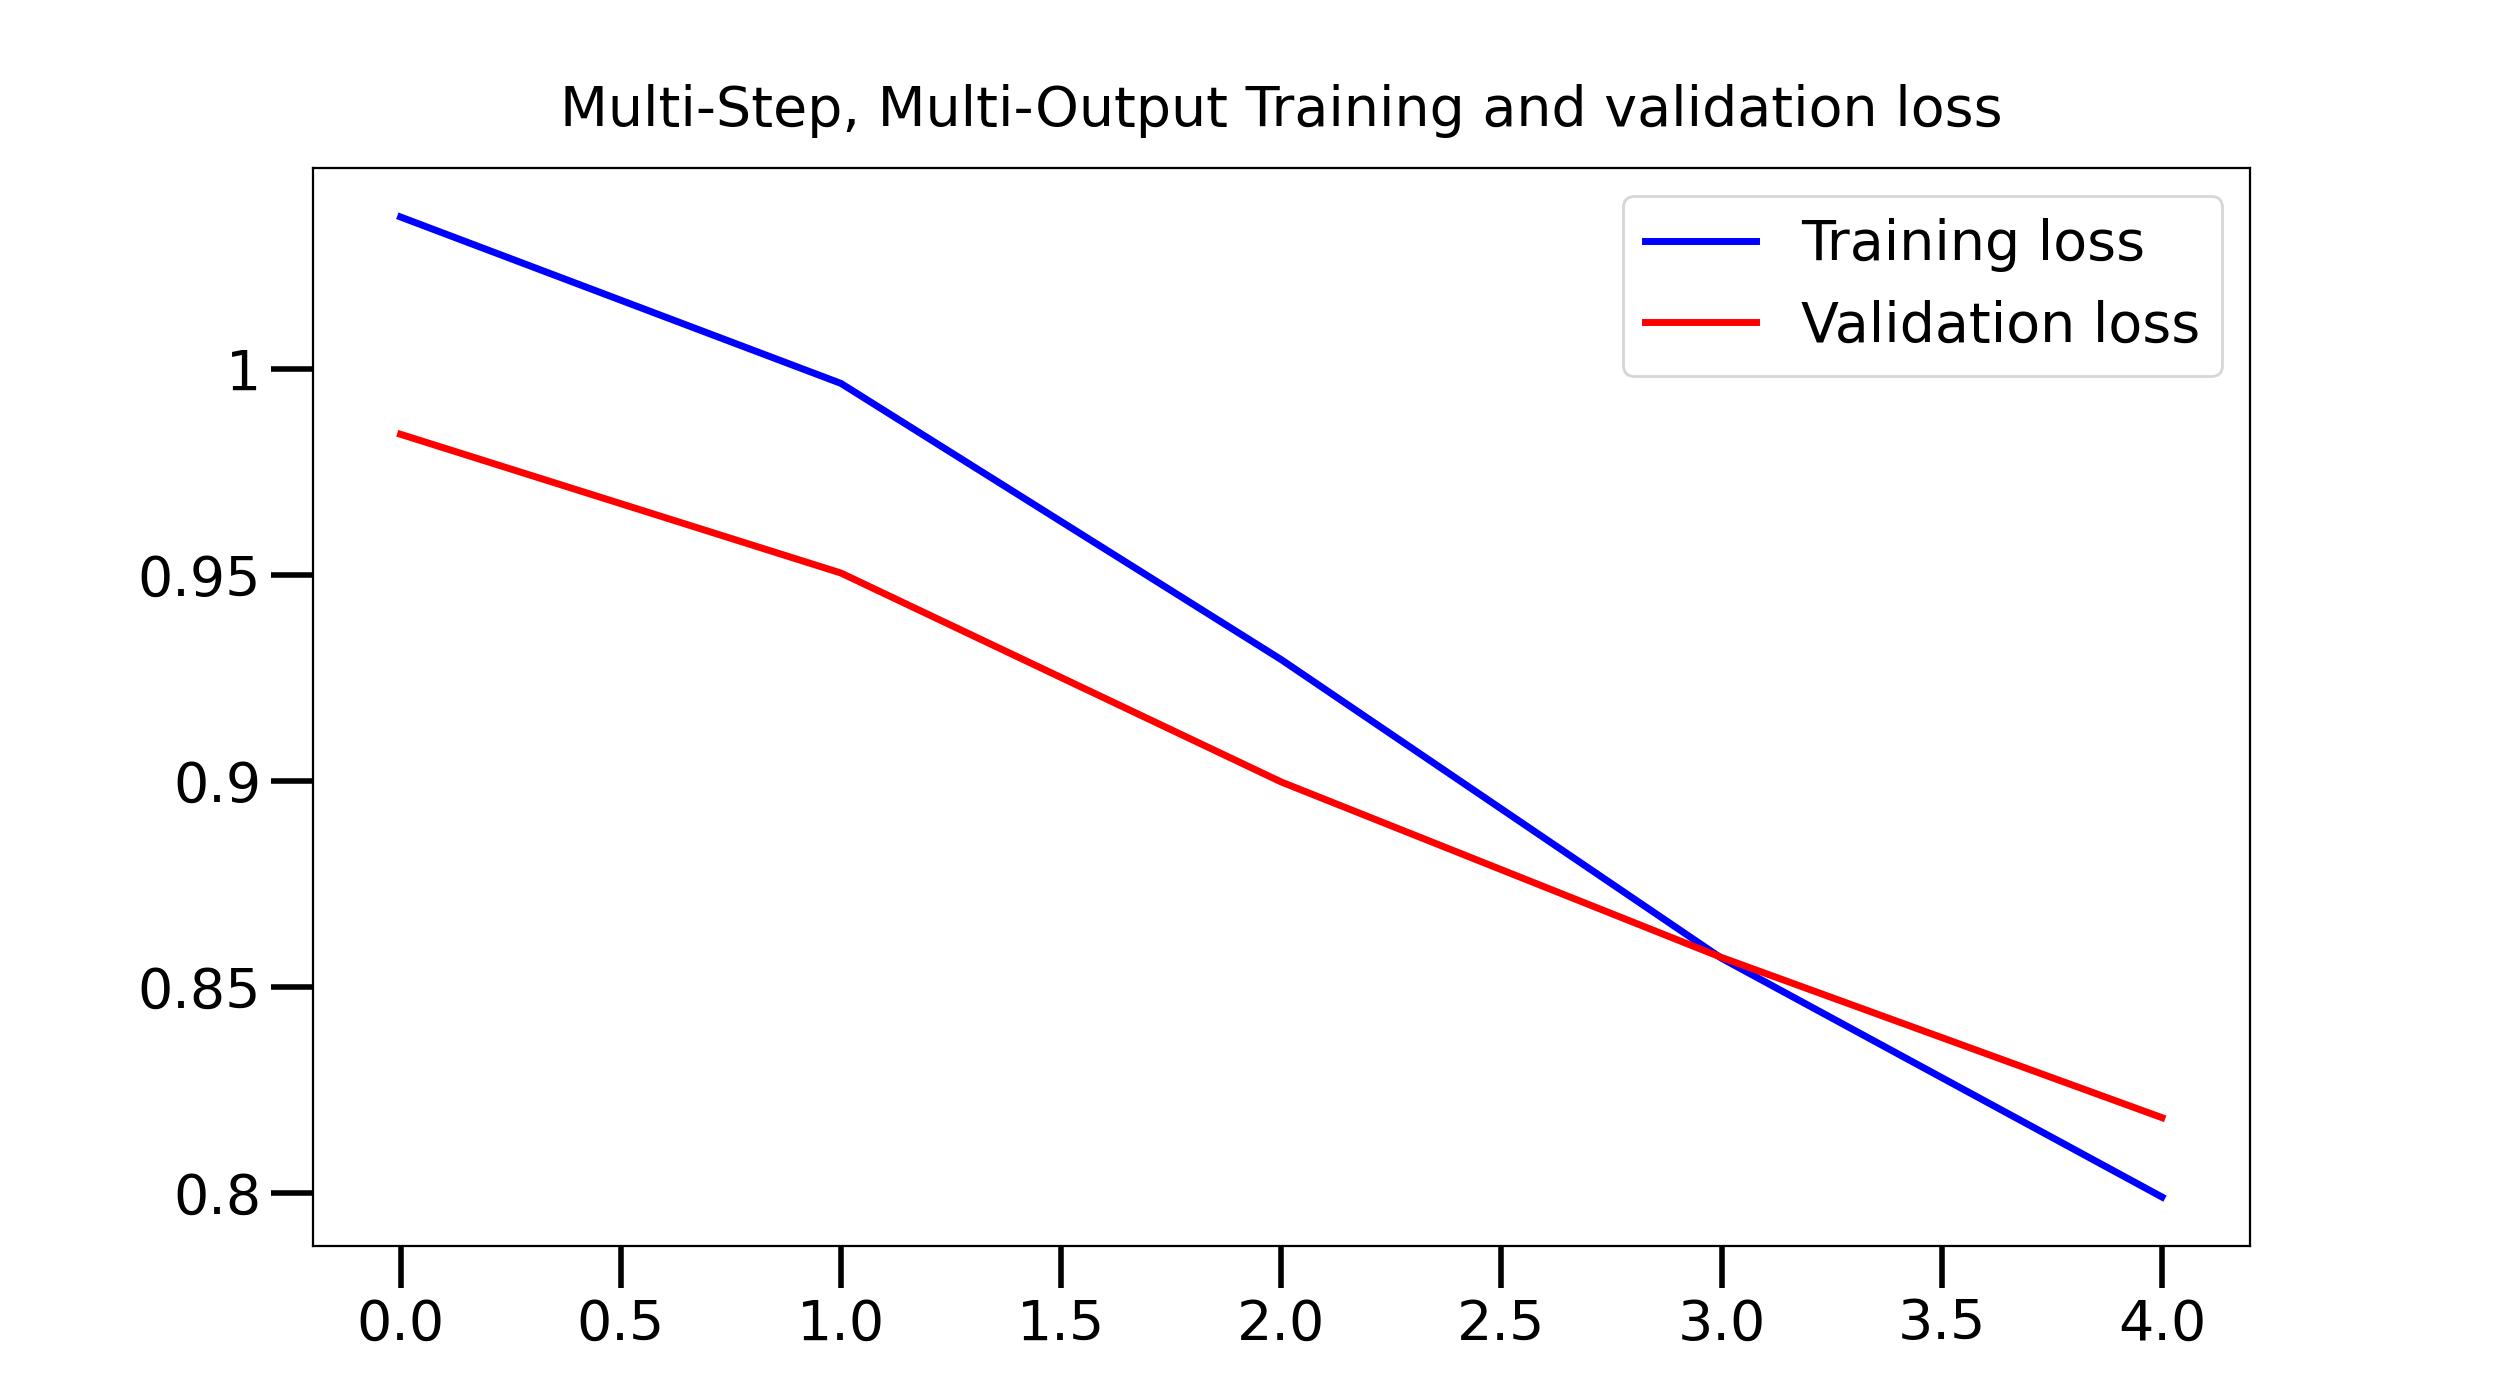 Multi-Step, Multi-Output Training and validation loss
Training loss
Validation loss
1
0.95
0.9
0.85
0.8
0.0 0.5 1.0 1.5 2.0 2.5 3.0 3.5 4.0